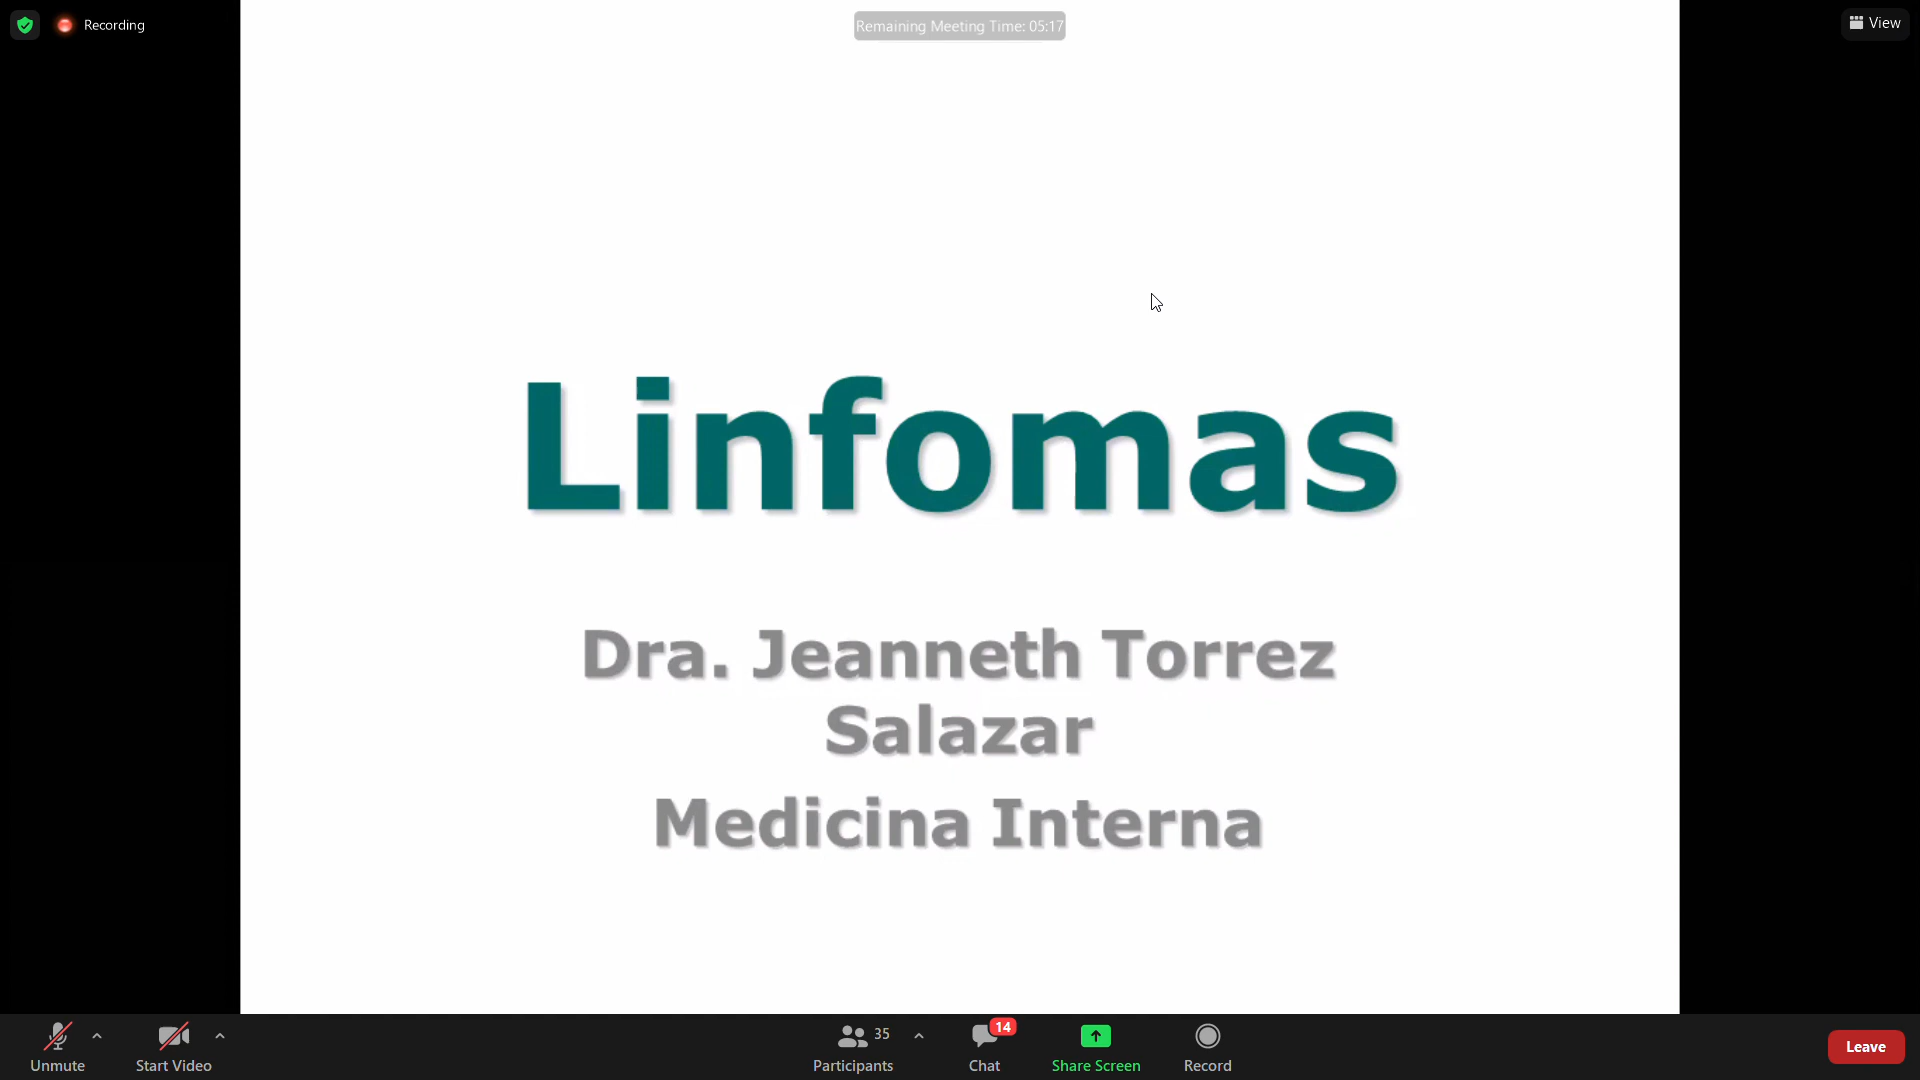 Recording
Remaining Meeting Time: 05:17
View
Linfomas
Dra. Jeanneth Torrez
Salazar
Medicina Interna
Unmute
Start Video
35
Participants
14
Chat
Share Screen
Record
Leave